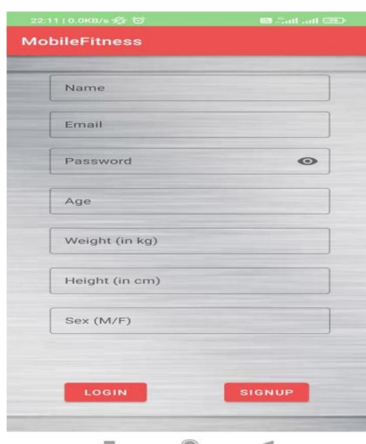 22:11 | 0.0KB/s
MobileFitness
Name
Email
Password
Age
Weight (in kg)
Height (in cm)
Sex (M/F)
LOGIN SIGNUP